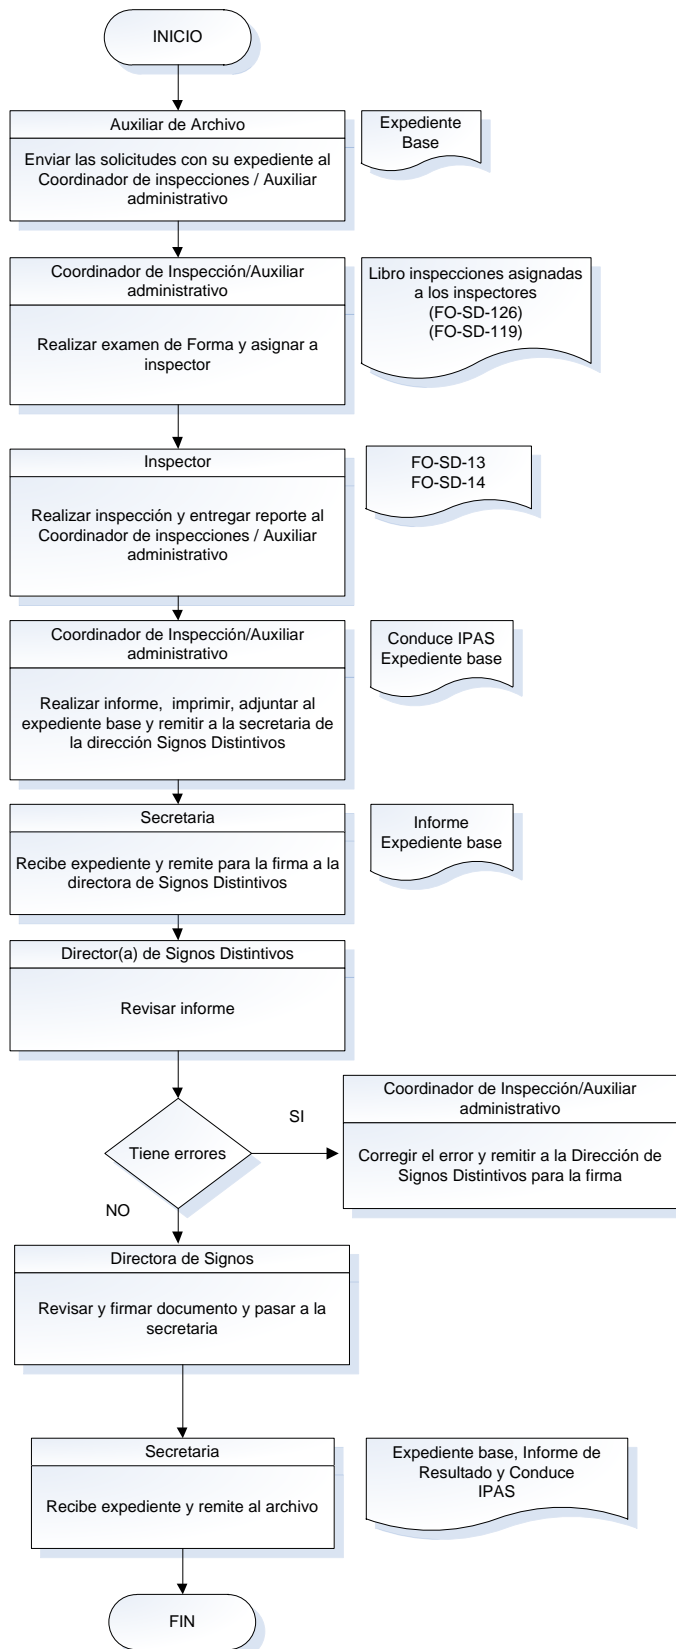 INICIO
Auxiliar de Archivo
Enviar las solicitudes con su expediente al
Coordinador de inspecciones / Auxiliar
administrativo
Expediente
Base
Coordinador de Inspección/Auxiliar
administrativo
Realizar examen de Forma y asignar a
inspector
Libro inspecciones asignadas
a los inspectores
(FO-SD-126)
(FO-SD-119)
Inspector
Realizar inspección y entregar reporte al
Coordinador de inspecciones / Auxiliar
administrativo
FO-SD-13
FO-SD-14
Coordinador de Inspección/Auxiliar
administrativo
Realizar informe, imprimir, adjuntar al
expediente base y remitir a la secretaria de
la dirección Signos Distintivos
Conduce IPAS
Expediente base
Secretaria
Recibe expediente y remite para la firma a la
directora de Signos Distintivos
Informe
Expediente base
Director(a) de Signos Distintivos
Revisar informe
Tiene errores
SI
Coordinador de Inspección/Auxiliar
administrativo
Corregir el error y remitir a la Dirección de
Signos Distintivos para la firma
NO
Directora de Signos
Revisar y firmar documento y pasar a la
secretaria
Secretaria
Recibe expediente y remite al archivo
Expediente base, Informe de
Resultado y Conduce
IPAS
FIN